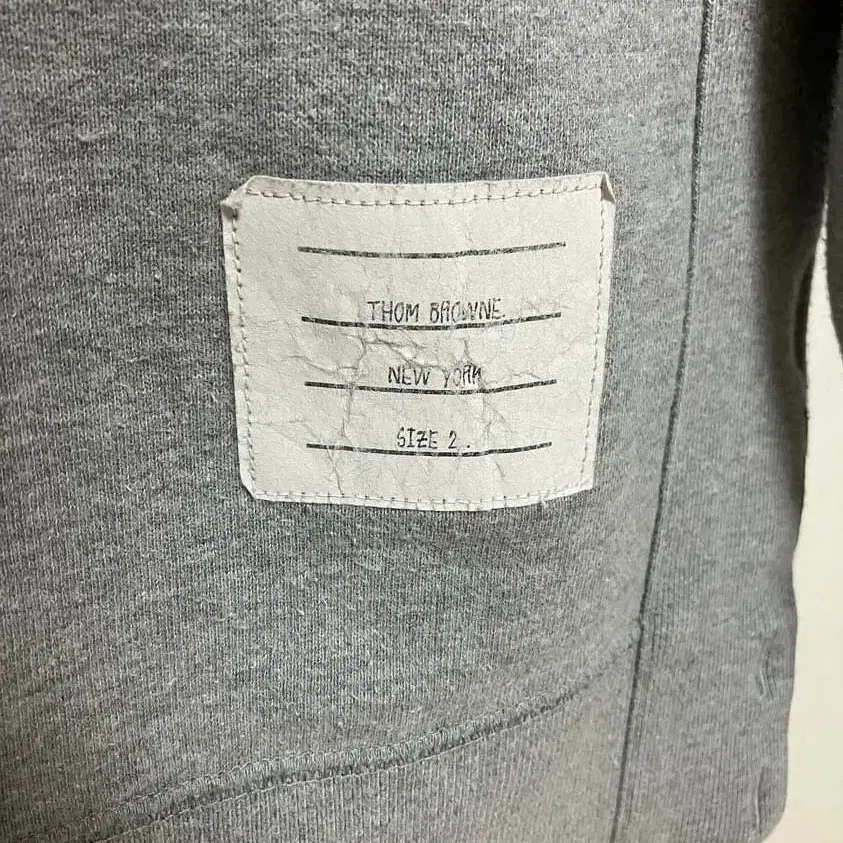 THOM BROWNE.
NEW YORK
SIZE 2 .